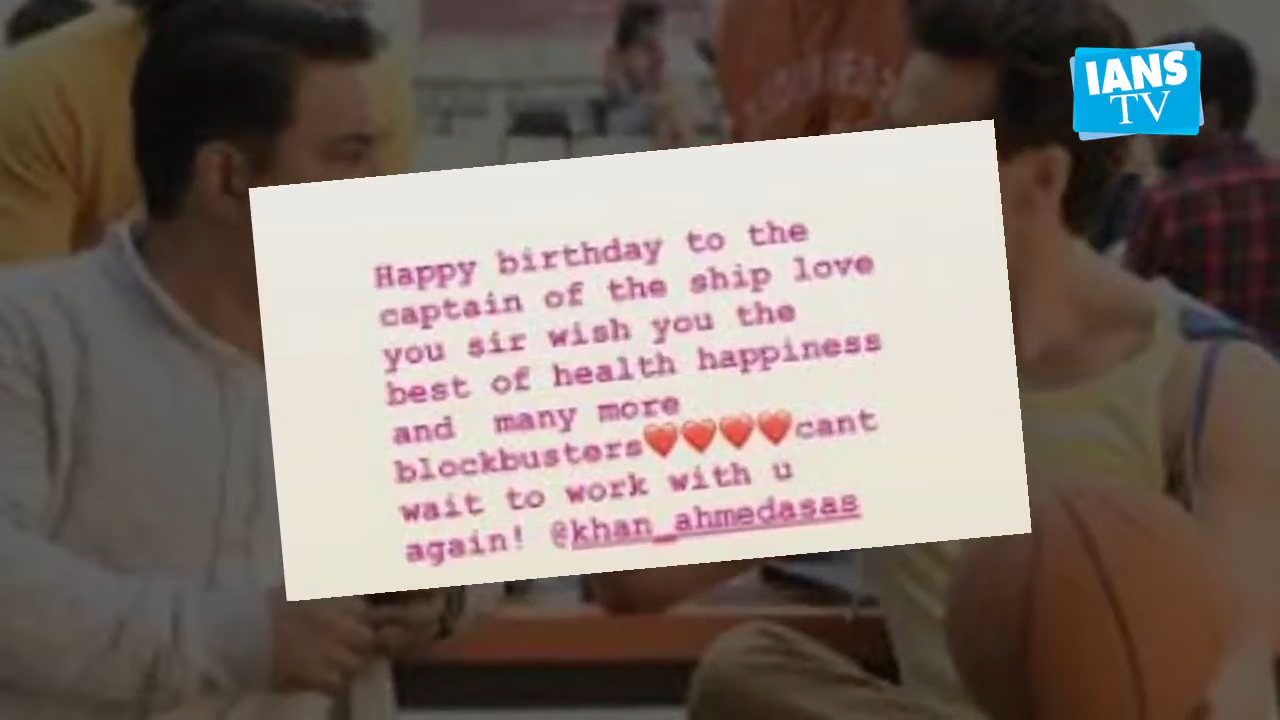 IANS
TV
Happy birthday to the
captain of the ship love
you sir wish you the
best of health happiness
and many more
blockbusters❤️❤️❤️❤️cant
wait to work with u
again! @khan_ahmedasas